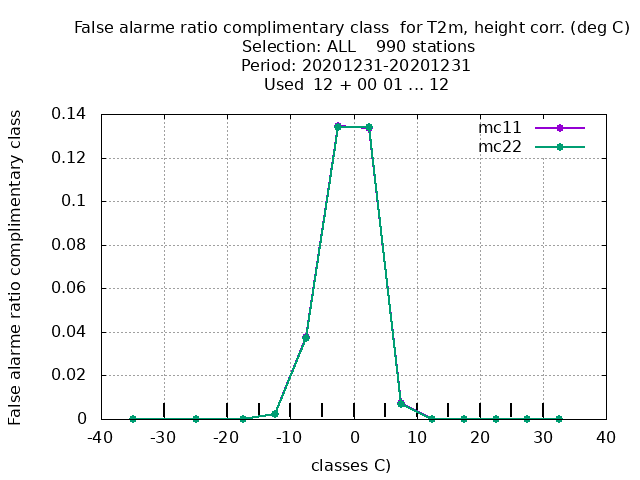 False alarme ratio complimentary class  for T2m, height corr. (deg C)
Selection: ALL    990 stations
Period: 20201231-20201231
Used  12 + 00 01 ... 12
False alarme ratio complimentary class
0.14
0.12
0.1
0.08
0.06
0.04
0.02
0
mc11
mc22
-40 -30 -20 -10 0 10 20 30 40
classes C)